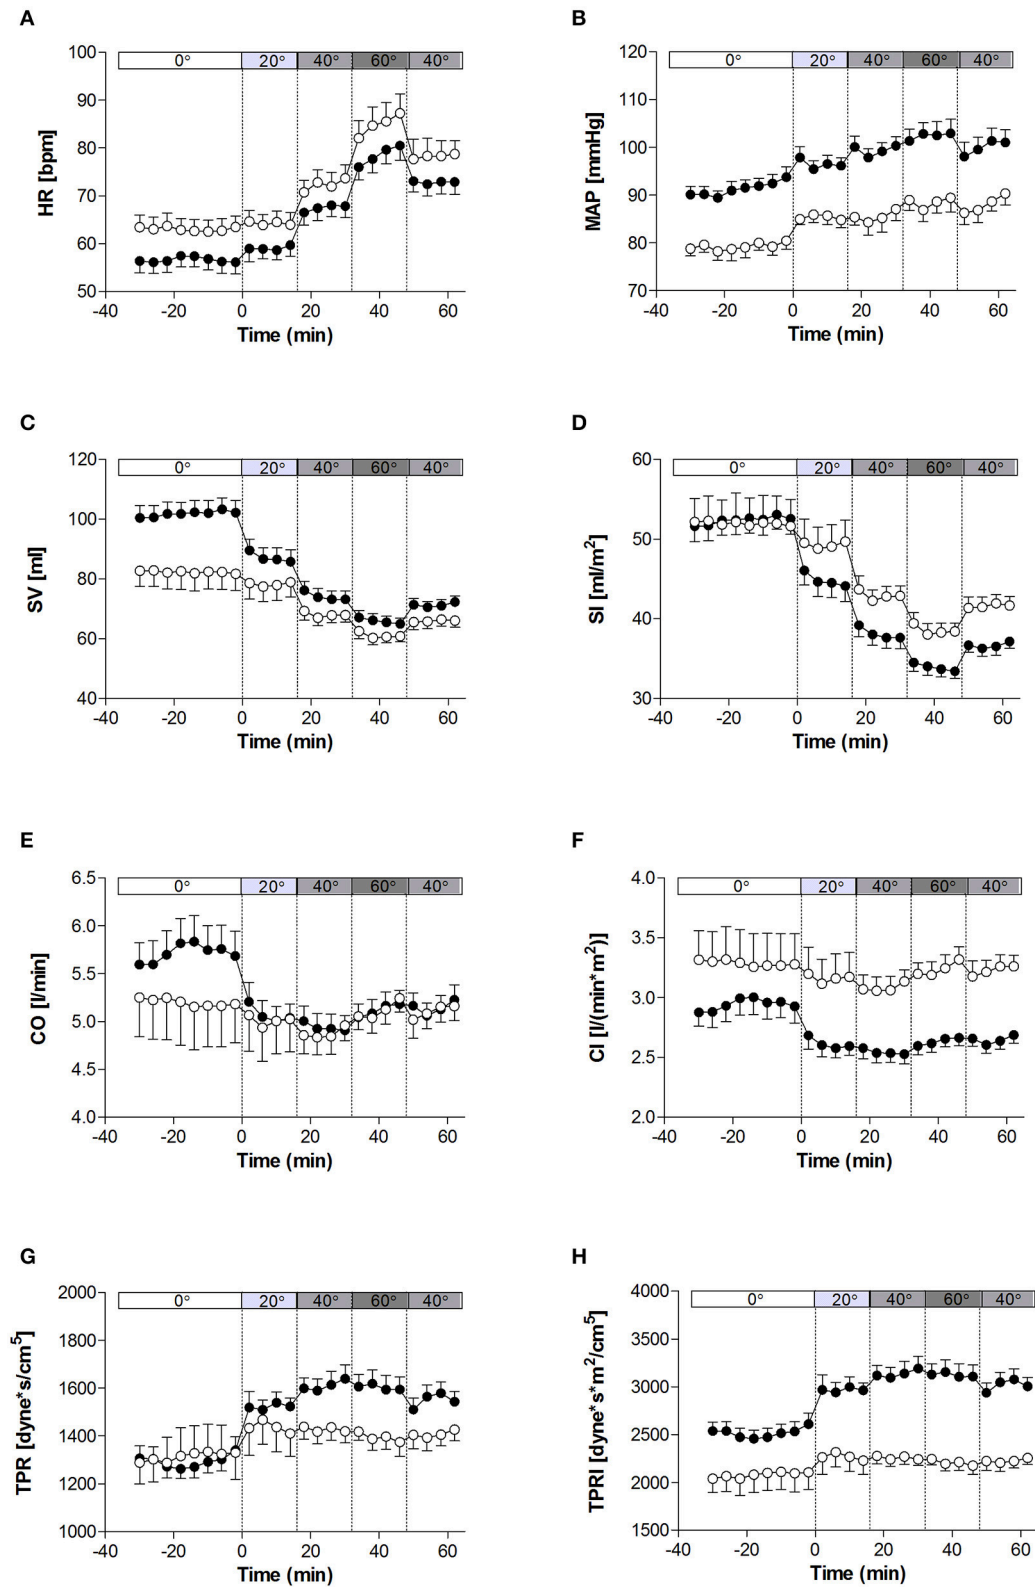 A
B
0° 20° 40° 60° 40°
0° 20° 40° 60° 40°
HR [bpm]
100
90
80
70
60
50
-40 -20 0 20 40 60
Time (min)
MAP [mmHg]
120
110
100
90
80
70
-40 -20 0 20 40 60
Time (min)
C
D
0° 20° 40° 60° 40°
0° 20° 40° 60° 40°
SV [ml]
120
100
80
60
40
-40 -20 0 20 40 60
Time (min)
SI [ml/m²]
60
50
40
30
-40 -20 0 20 40 60
Time (min)
E
F
0° 20° 40° 60° 40°
0° 20° 40° 60° 40°
CO [l/min]
6.5
6.0
5.5
5.0
4.5
4.0
-40 -20 0 20 40 60
Time (min)
CI [l/(min*m²)]
4.0
3.5
3.0
2.5
2.0
-40 -20 0 20 40 60
Time (min)
G
H
0° 20° 40° 60° 40°
0° 20° 40° 60° 40°
TPR [dyne*s/cm⁵]
2000
1800
1600
1400
1200
1000
-40 -20 0 20 40 60
Time (min)
TPRI [dyne*s*m²/cm⁵]
4000
3500
3000
2500
2000
1500
-40 -20 0 20 40 60
Time (min)